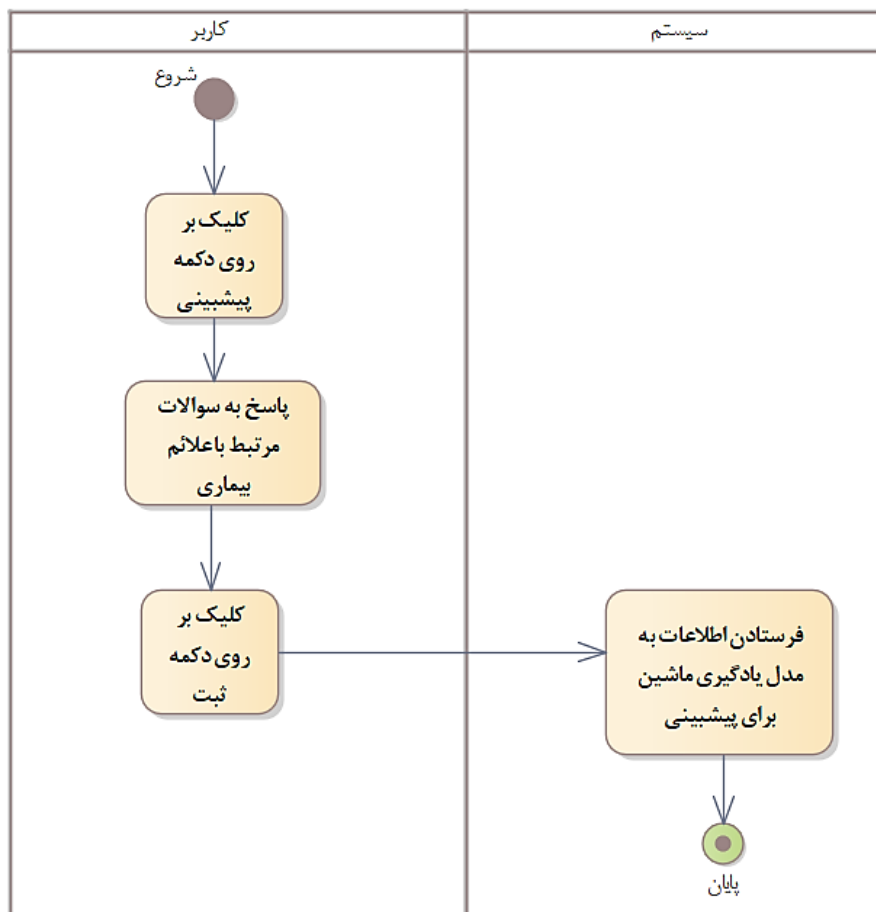 کاربر
سیستم
شروع
کلیک بر
روی دکمه
پیشبینی
پاسخ به سوالات
مرتبط باعلائم
بیماری
کلیک بر
روی دکمه
ثبت
فرستادن اطلاعات به
مدل یادگیری ماشین
برای پیشبینی
پایان